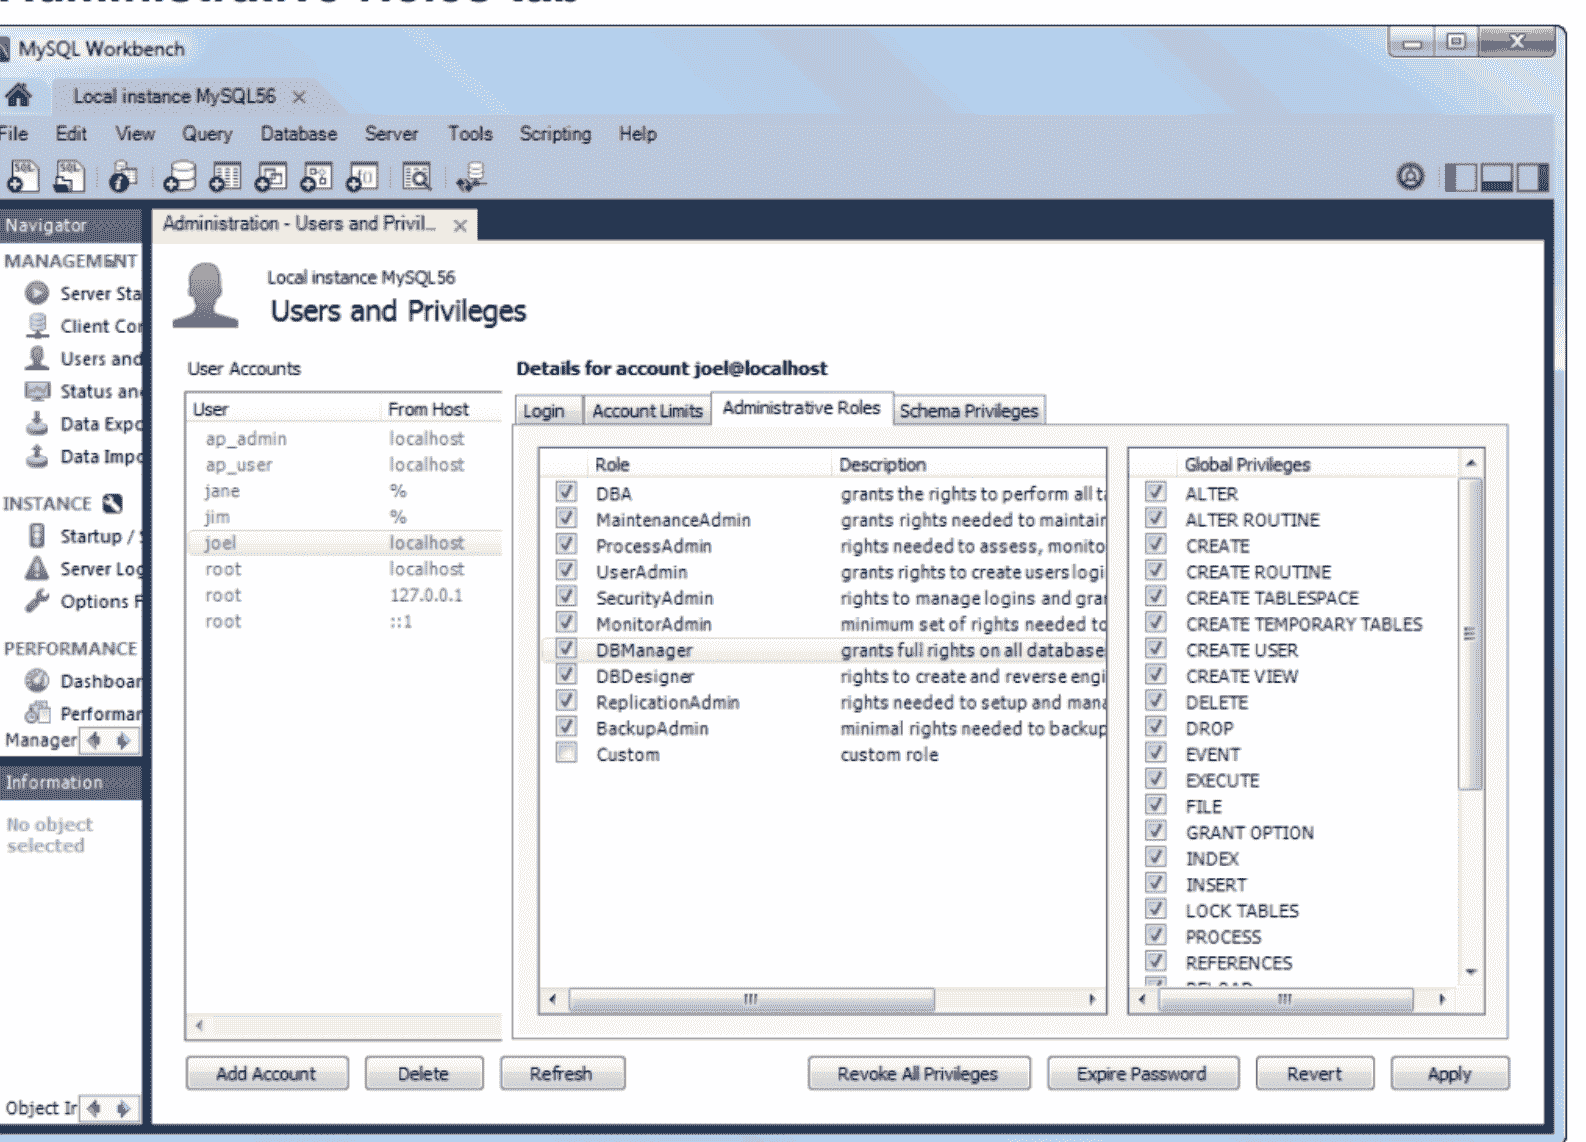 MySQL Workbench
Local instance MySQL56
File Edit View Query Database Server Tools Scripting Help
Navigator
MANAGEMENT
Server Sta
Client Cor
Users and
Status and
Data Expo
Data Impo
INSTANCE
Startup /
Server Log
Options F
PERFORMANCE
Dashboar
Performar
Manager
Information
No object
selected
Object Ir
Administration - Users and Privil...
Local instance MySQL56
Users and Privileges
User Accounts
User From Host
ap_admin localhost
ap_user localhost
jane %
jim %
joel localhost
root localhost
root 127.0.0.1
root ::1
Details for account joel@localhost
Login Account Limits Administrative Roles Schema Privileges
Role Description
DBA grants the rights to perform all ta
MaintenanceAdmin grants rights needed to maintain
ProcessAdmin rights needed to assess, monito
UserAdmin grants rights to create users logi
SecurityAdmin rights to manage logins and gran
MonitorAdmin minimum set of rights needed to
DBManager grants full rights on all database
DBDesigner rights to create and reverse engi
ReplicationAdmin rights needed to setup and mana
BackupAdmin minimal rights needed to backup
Custom custom role
Global Privileges
ALTER
ALTER ROUTINE
CREATE
CREATE ROUTINE
CREATE TABLESPACE
CREATE TEMPORARY TABLES
CREATE USER
CREATE VIEW
DELETE
DROP
EVENT
EXECUTE
FILE
GRANT OPTION
INDEX
INSERT
LOCK TABLES
PROCESS
REFERENCES
Add Account Delete Refresh Revoke All Privileges Expire Password Revert Apply